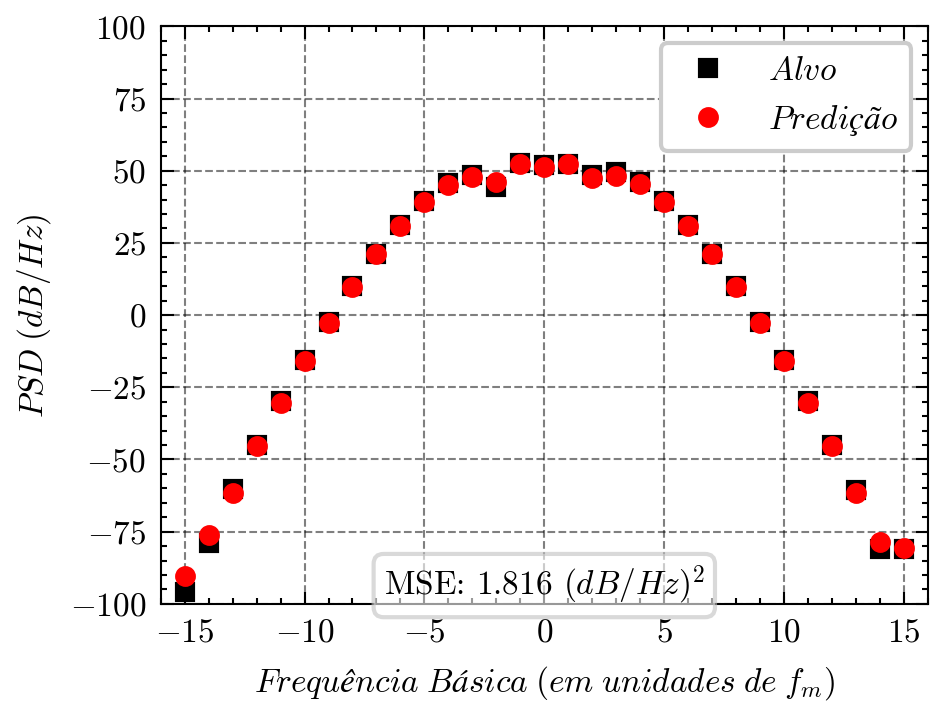 100
75
50
25
0
−25
−50
−75
−100
PSD (dB/Hz)
Alvo
Predição
MSE: 1.816 (dB/Hz)²
−15 −10 −5 0 5 10 15
Frequência Básica (em unidades de fₘ)